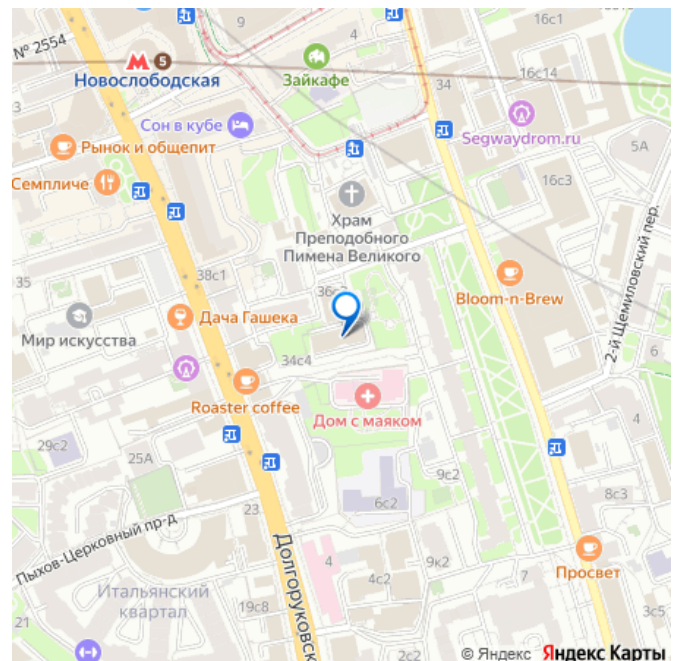 № 2554
9
4
М 5
Новослободская
Зайкафе
34
16с1
16с14
Сон в кубе
Segwaydrom.ru
Рынок и общепит
5А
Семпличе
16с3
Храм
Преподобного
Пимена Великого
2-й Щемиловский пер.
35
38с1
36с2
Bloom-n-Brew
Дача Гашека
Мир искусства
6
34с4
Roaster coffee
Дом с маяком
4
29с2
25А
9с2
8с3
23
6с2
Пыхов-Церковный пр-д
Долгоруковск
Просвет
4
9к2
7
Итальянский
квартал
4с2
19с8
3с5
2с2
© Яндекс Яндекс Карты